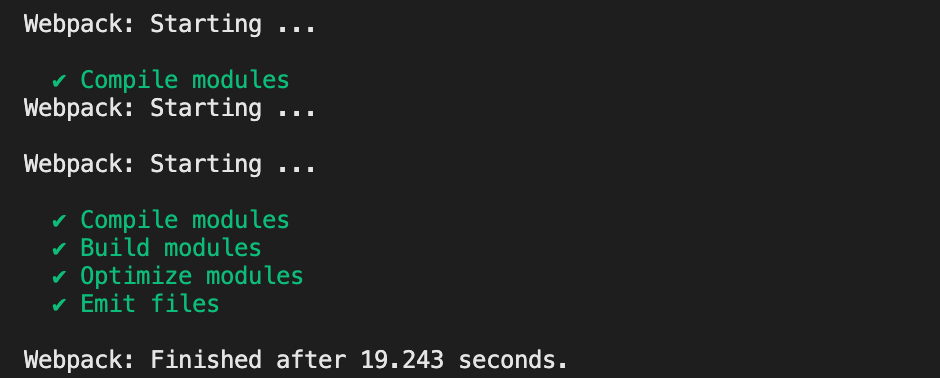 Webpack: Starting ...
✔ Compile modules
Webpack: Starting ...
Webpack: Starting ...
✔ Compile modules
✔ Build modules
✔ Optimize modules
✔ Emit files
Webpack: Finished after 19.243 seconds.